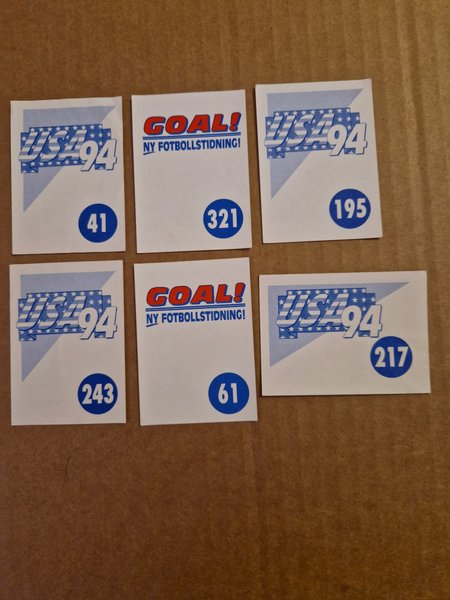 USA 94
41
GOAL!
NY FOTBOLLSTIDNING!
321
USA 94
195
USA 94
243
GOAL!
NY FOTBOLLSTIDNING!
61
USA 94
217